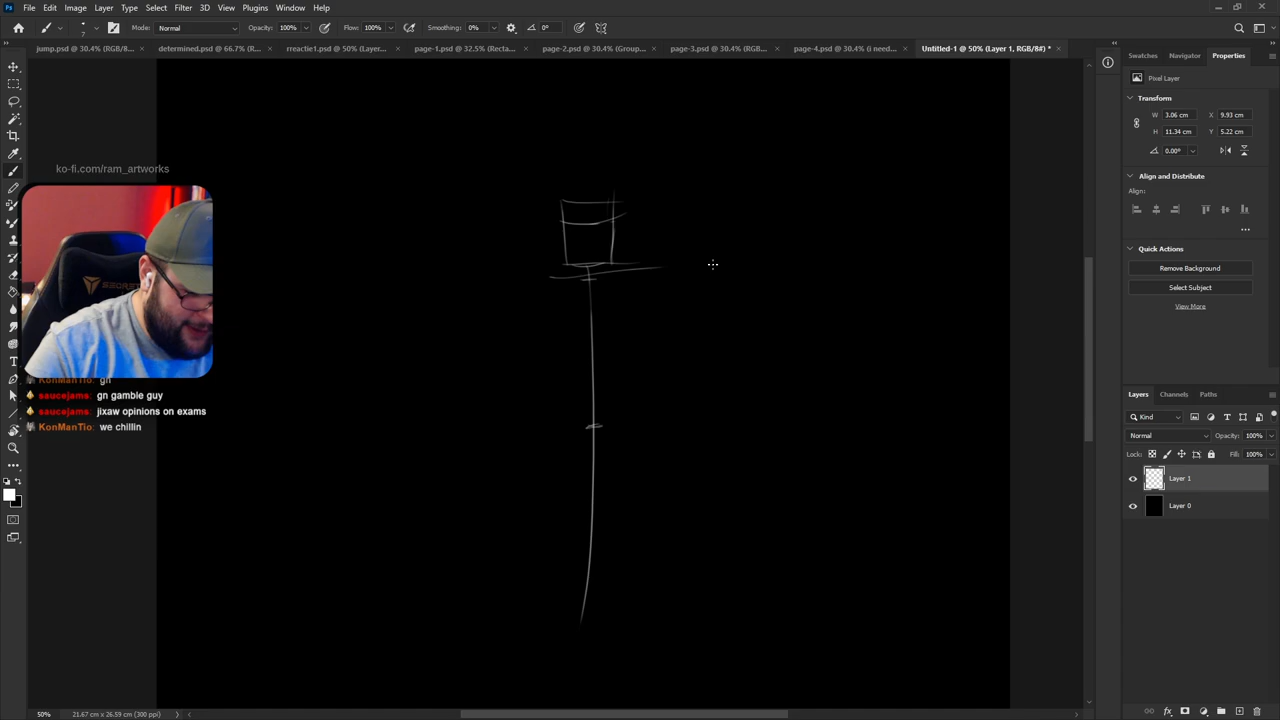 Ps File Edit Image Layer Type Select Filter 3D View Plugins Window Help
7 Mode: Normal Opacity: 100% Flow: 100% Smoothing: 0% 0°
jump.psd @ 30.4% (RGB/8... determined.psd @ 66.7% (R... rreactie1.psd @ 50% (Layer... page-1.psd @ 32.5% (Recta... page-2.psd @ 30.4% (Group... page-3.psd @ 30.4% (RGB... page-4.psd @ 30.4% (i need... Untitled-1 @ 50% (Layer 1, RGB/8#) *
Swatches Navigator Properties
Pixel Layer
Transform
W 3.06 cm X 9.93 cm
H 11.34 cm Y 5.22 cm
0.00°
Align and Distribute
Align:
Quick Actions
Remove Background
Select Subject
View More
ko-fi.com/ram_artworks
KonManTio: gn
saucejams: gn gamble guy
saucejams: jixaw opinions on exams
KonManTio: we chillin
Layers Channels Paths
Kind
Normal Opacity: 100%
Lock: Fill: 100%
Layer 1
Layer 0
50% 21.67 cm x 26.59 cm (300 ppi)